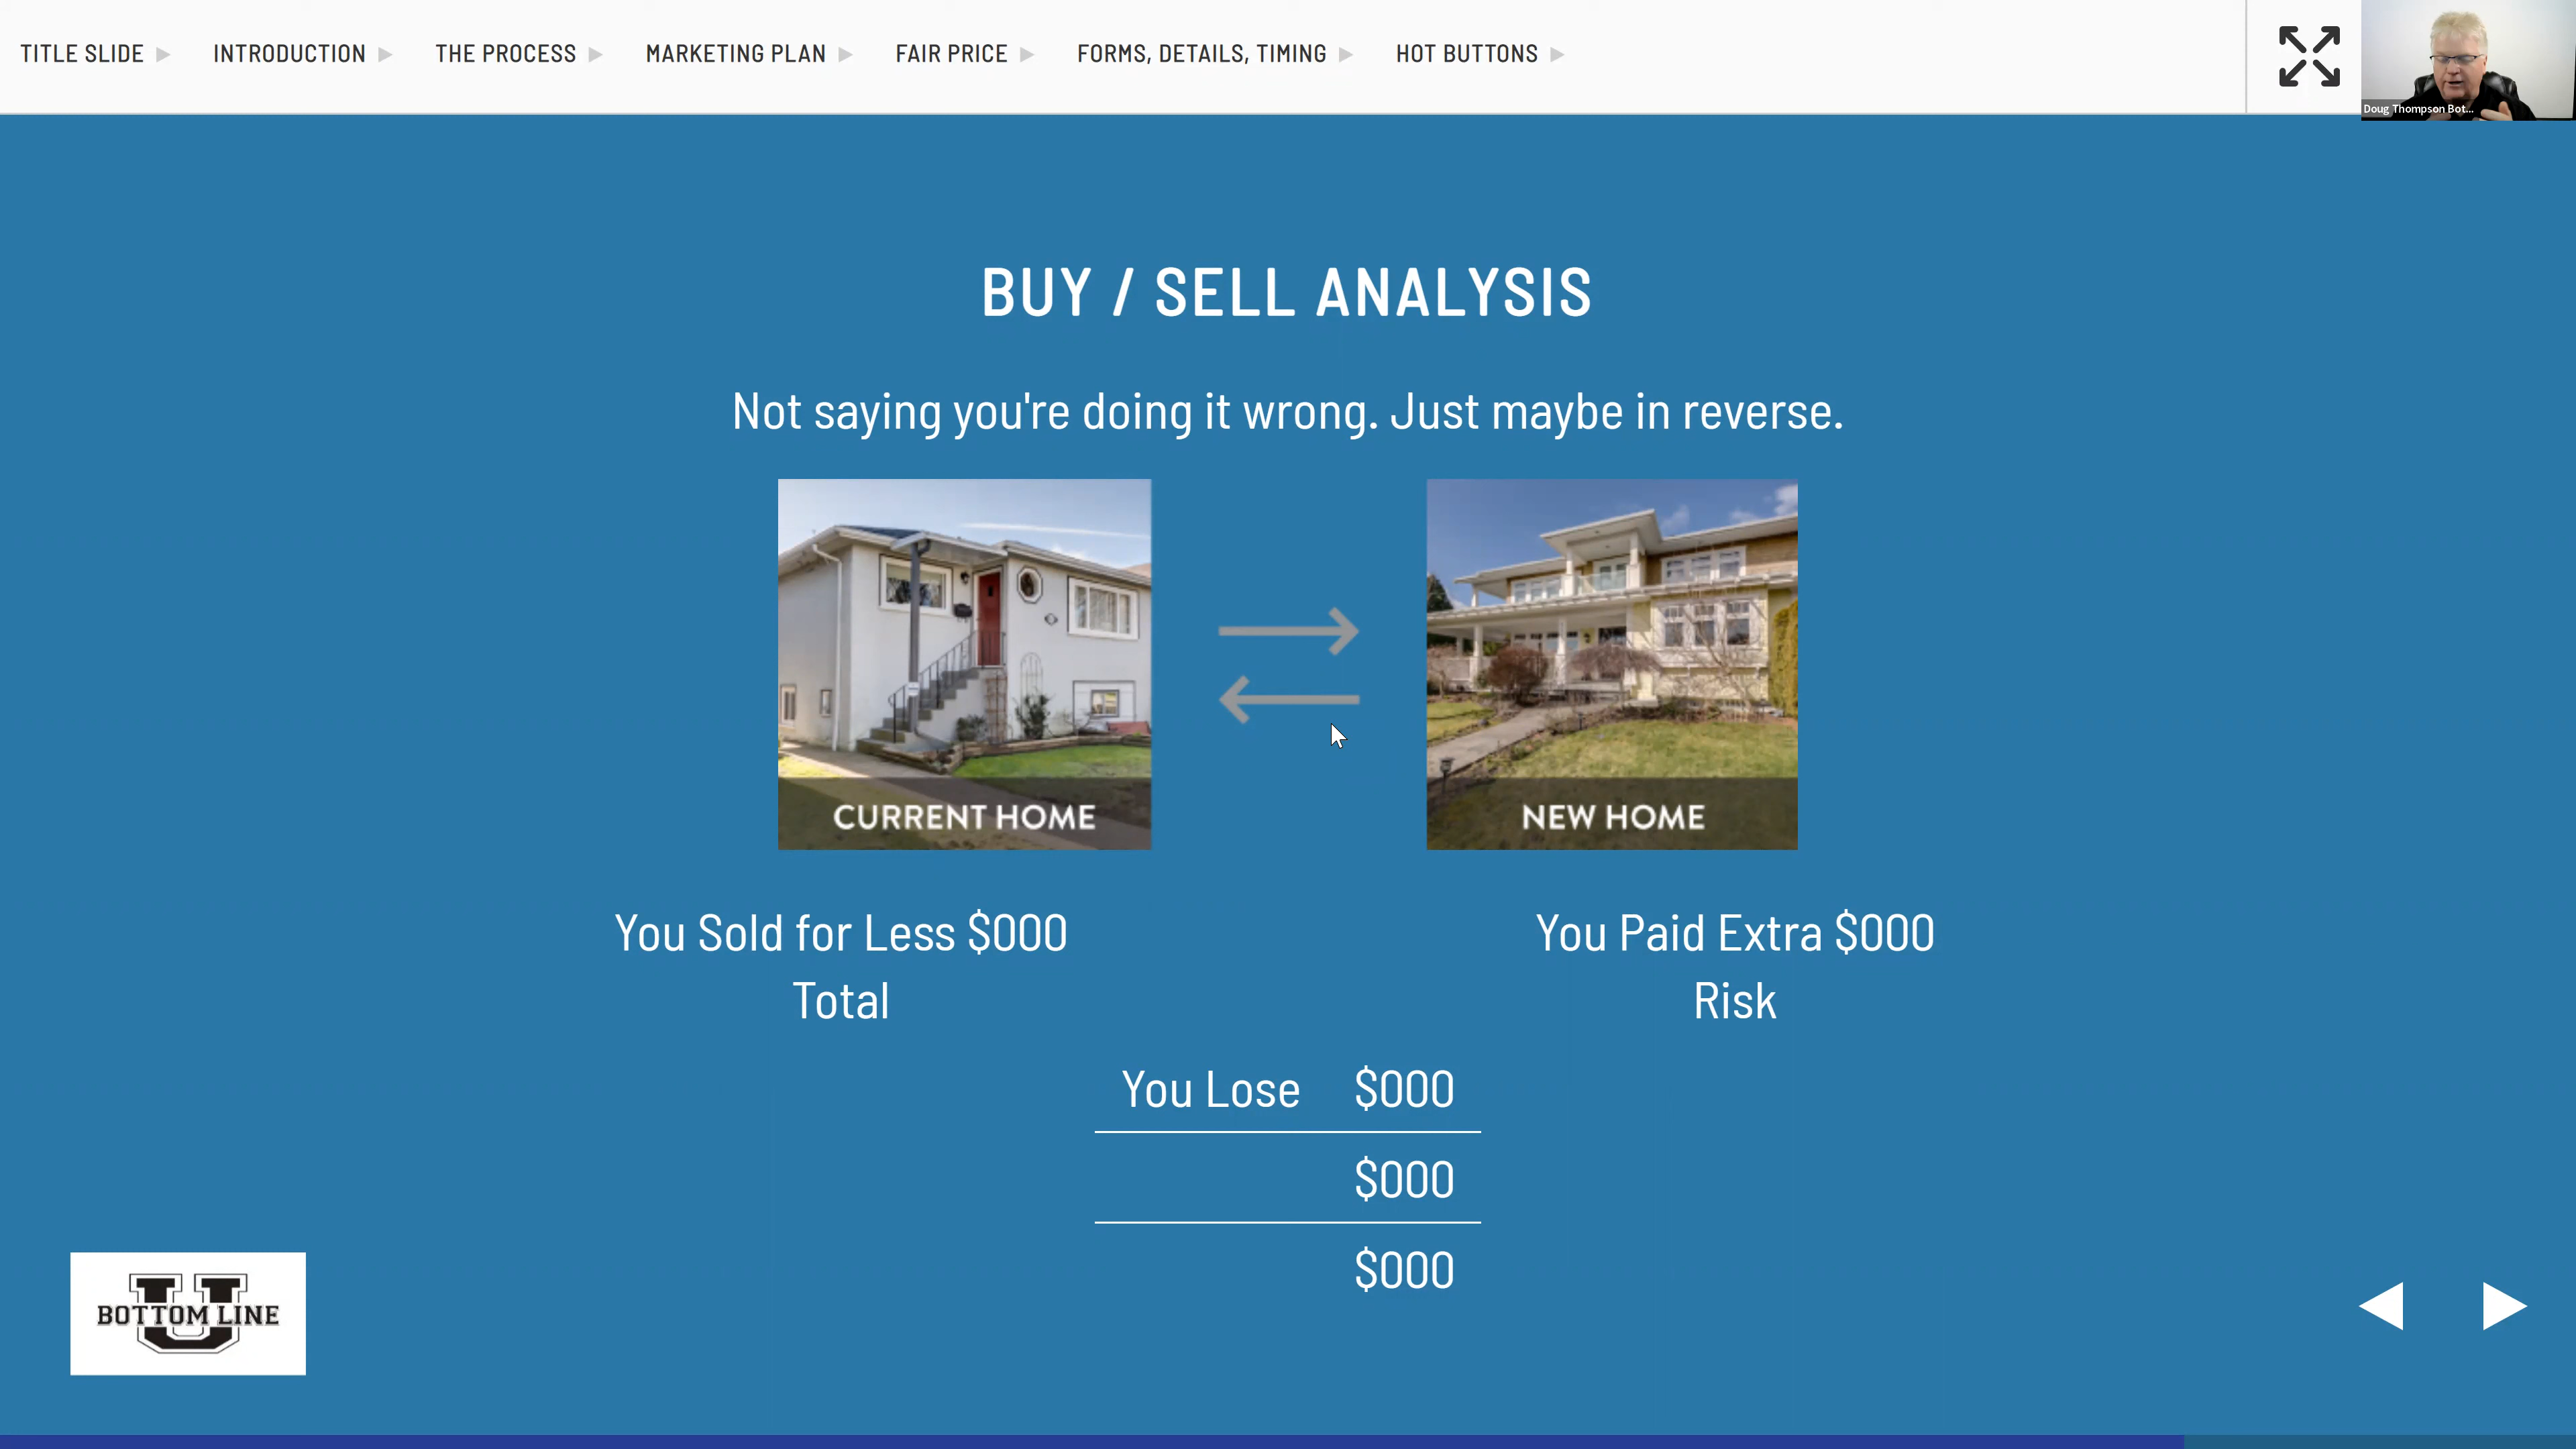 TITLE SLIDE
INTRODUCTION
THE PROCESS
MARKETING PLAN
FAIR PRICE
FORMS, DETAILS, TIMING
HOT BUTTONS
Doug Thompson Bot...
BUY / SELL ANALYSIS
Not saying you're doing it wrong. Just maybe in reverse.
CURRENT HOME
NEW HOME
You Sold for Less $000
Total
You Paid Extra $000
Risk
You Lose $000
$000
$000
U
BOTTOM LINE